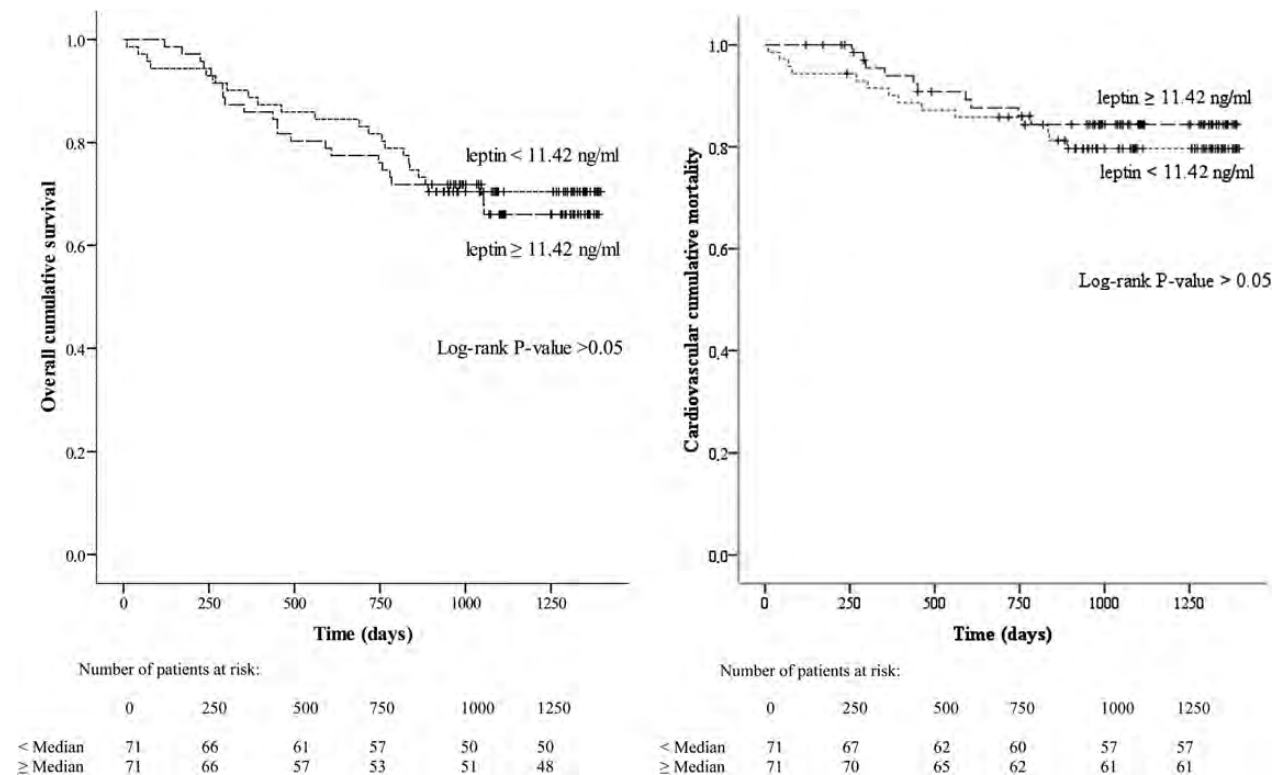 Overall cumulative survival
1.0
0.8
0.6
0.4
0.2
0.0
leptin < 11.42 ng/ml
leptin ≥ 11.42 ng/ml
Log-rank P-value >0.05
0 250 500 750 1000 1250
Time (days)
Number of patients at risk:
0 250 500 750 1000 1250
< Median 71 66 61 57 50 50
≥ Median 71 66 57 53 51 48
Cardiovascular cumulative mortality
1.0
0.8
0.6
0.4
0.2
0.0
leptin ≥ 11.42 ng/ml
leptin < 11.42 ng/ml
Log-rank P-value > 0.05
0 250 500 750 1000 1250
Time (days)
Number of patients at risk:
0 250 500 750 1000 1250
< Median 71 67 62 60 57 57
≥ Median 71 70 65 62 61 61